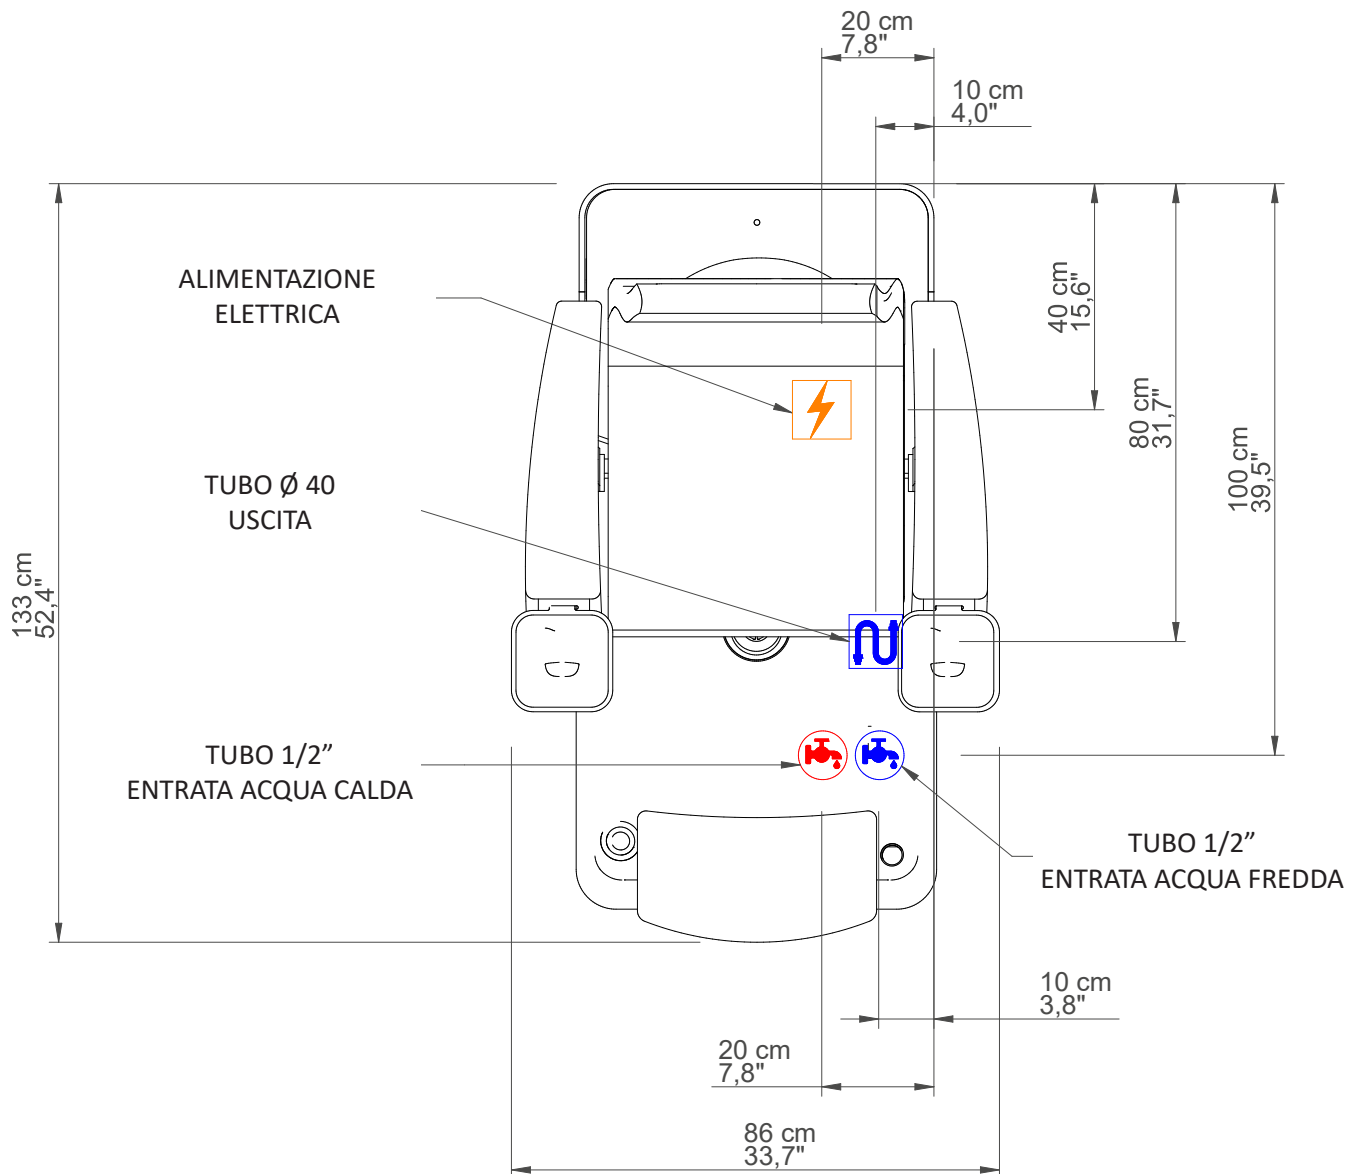 20 cm
7,8"
10 cm
4,0"
ALIMENTAZIONE
ELETTRICA
40 cm
15,6"
80 cm
31,7"
100 cm
39,5"
TUBO Ø 40
USCITA
133 cm
52,4"
TUBO 1/2”
ENTRATA ACQUA CALDA
TUBO 1/2”
ENTRATA ACQUA FREDDA
10 cm
3,8"
20 cm
7,8"
86 cm
33,7"